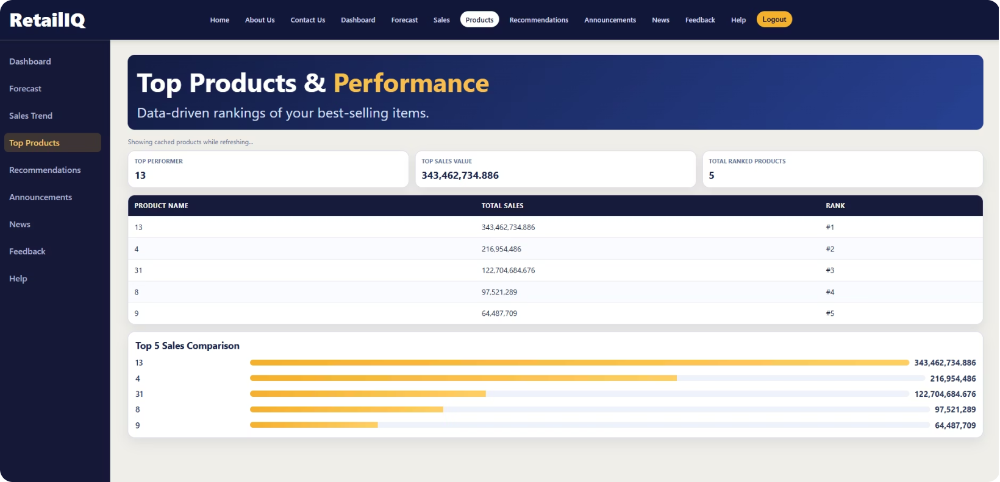 RetailIQ
Home About Us Contact Us Dashboard Forecast Sales Products Recommendations Announcements News Feedback Help Logout
Dashboard
Forecast
Sales Trend
Top Products
Recommendations
Announcements
News
Feedback
Help
Top Products & Performance
Data-driven rankings of your best-selling items.
Showing cached products while refreshing...
TOP PERFORMER
13
TOP SALES VALUE
343,462,734.886
TOTAL RANKED PRODUCTS
5
PRODUCT NAME TOTAL SALES RANK
13 343,462,734.886 #1
4 216,954,486 #2
31 122,704,684.676 #3
8 97,521,289 #4
9 64,487,709 #5
Top 5 Sales Comparison
13 343,462,734.886
4 216,954,486
31 122,704,684.676
8 97,521,289
9 64,487,709